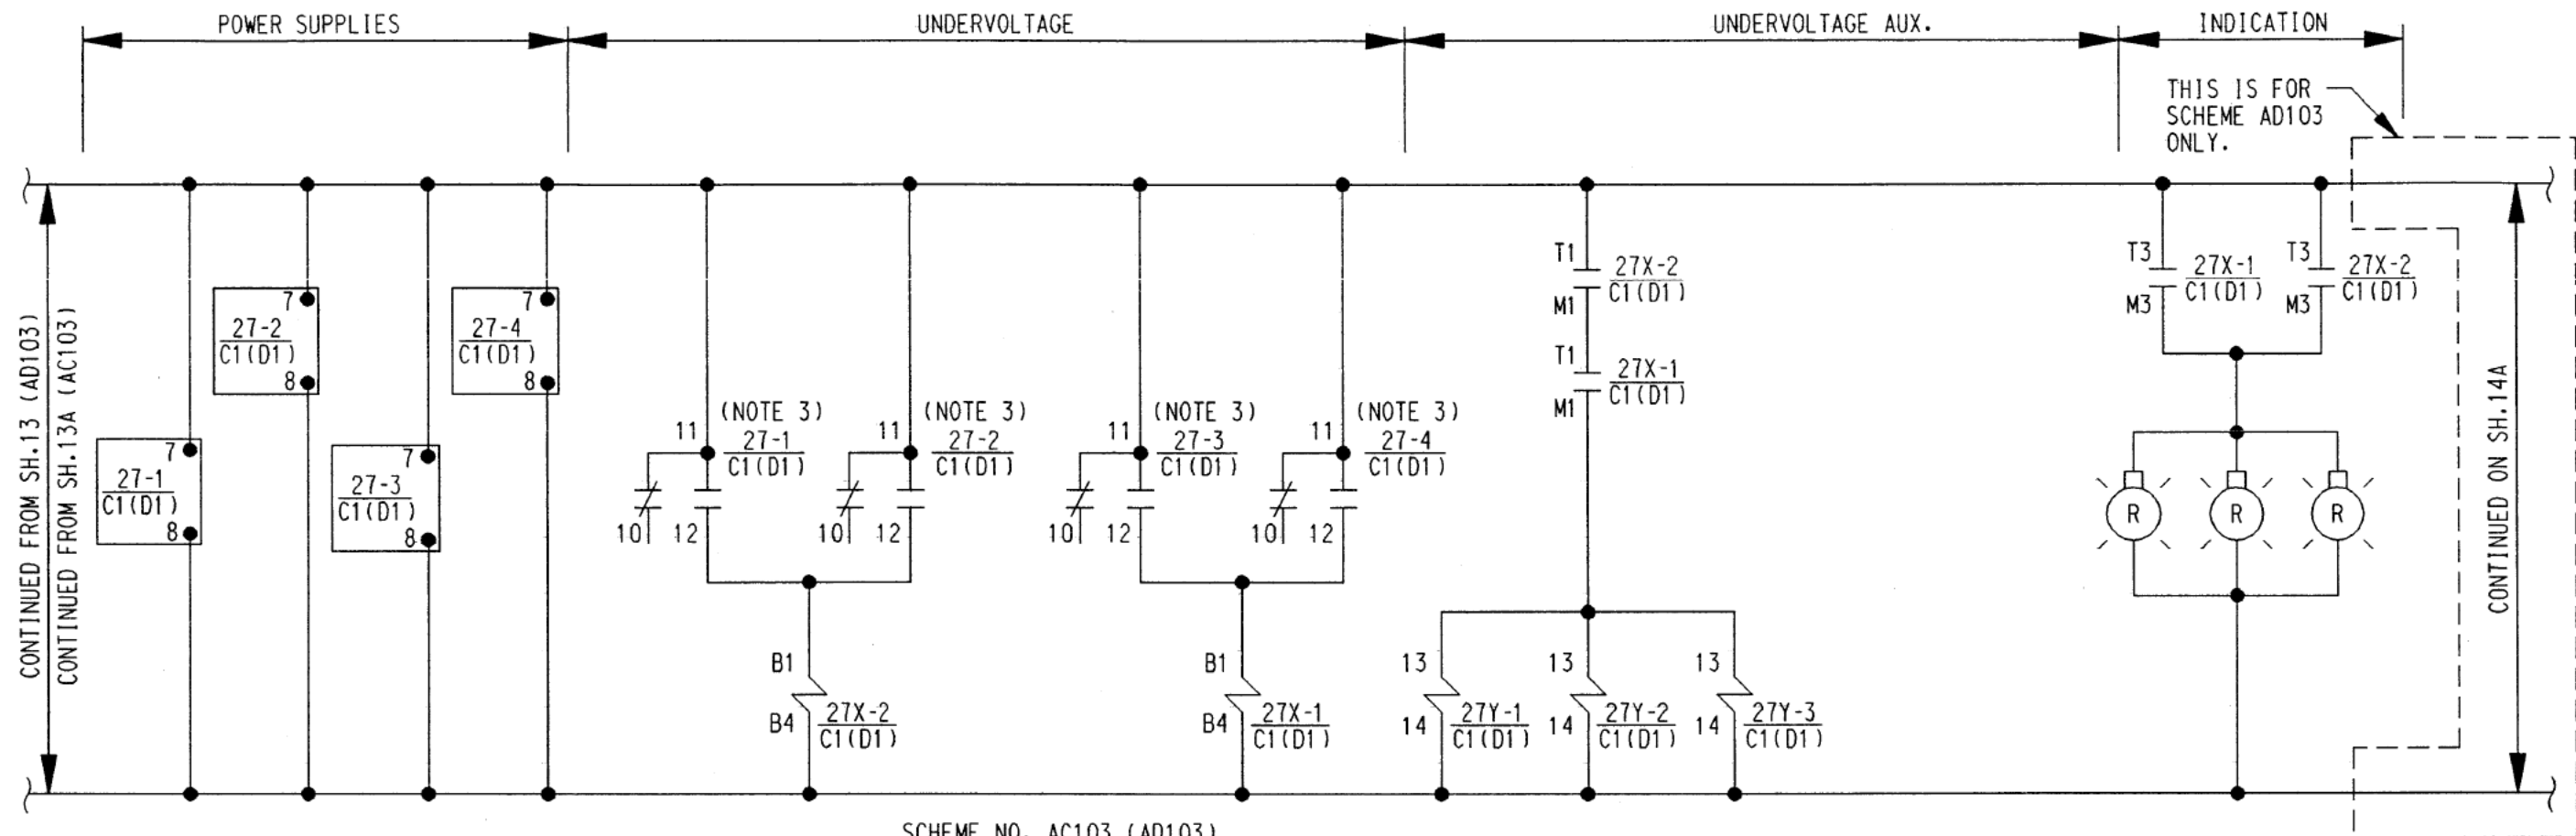 POWER SUPPLIES
UNDERVOLTAGE
UNDERVOLTAGE AUX.
INDICATION
THIS IS FOR
SCHEME AD103
ONLY.
CONTINUED FROM SH.13 (AD103)
CONTINUED FROM SH.13A (AC103)
7
27-1
C1(D1)
8
7
27-2
C1(D1)
8
7
27-3
C1(D1)
8
7
27-4
C1(D1)
8
(NOTE 3)
11
27-1
C1(D1)
10
12
(NOTE 3)
11
27-2
C1(D1)
10
12
B1
B4
27X-2
C1(D1)
(NOTE 3)
11
27-3
C1(D1)
10
12
(NOTE 3)
11
27-4
C1(D1)
10
12
B1
B4
27X-1
C1(D1)
T1
27X-2
C1(D1)
M1
T1
27X-1
C1(D1)
M1
13
14
27Y-1
C1(D1)
13
14
27Y-2
C1(D1)
13
14
27Y-3
C1(D1)
T3
27X-1
C1(D1)
M3
T3
27X-2
C1(D1)
M3
R
R
R
CONTINUED ON SH.14A
SCHEME NO. AC103 (AD103)